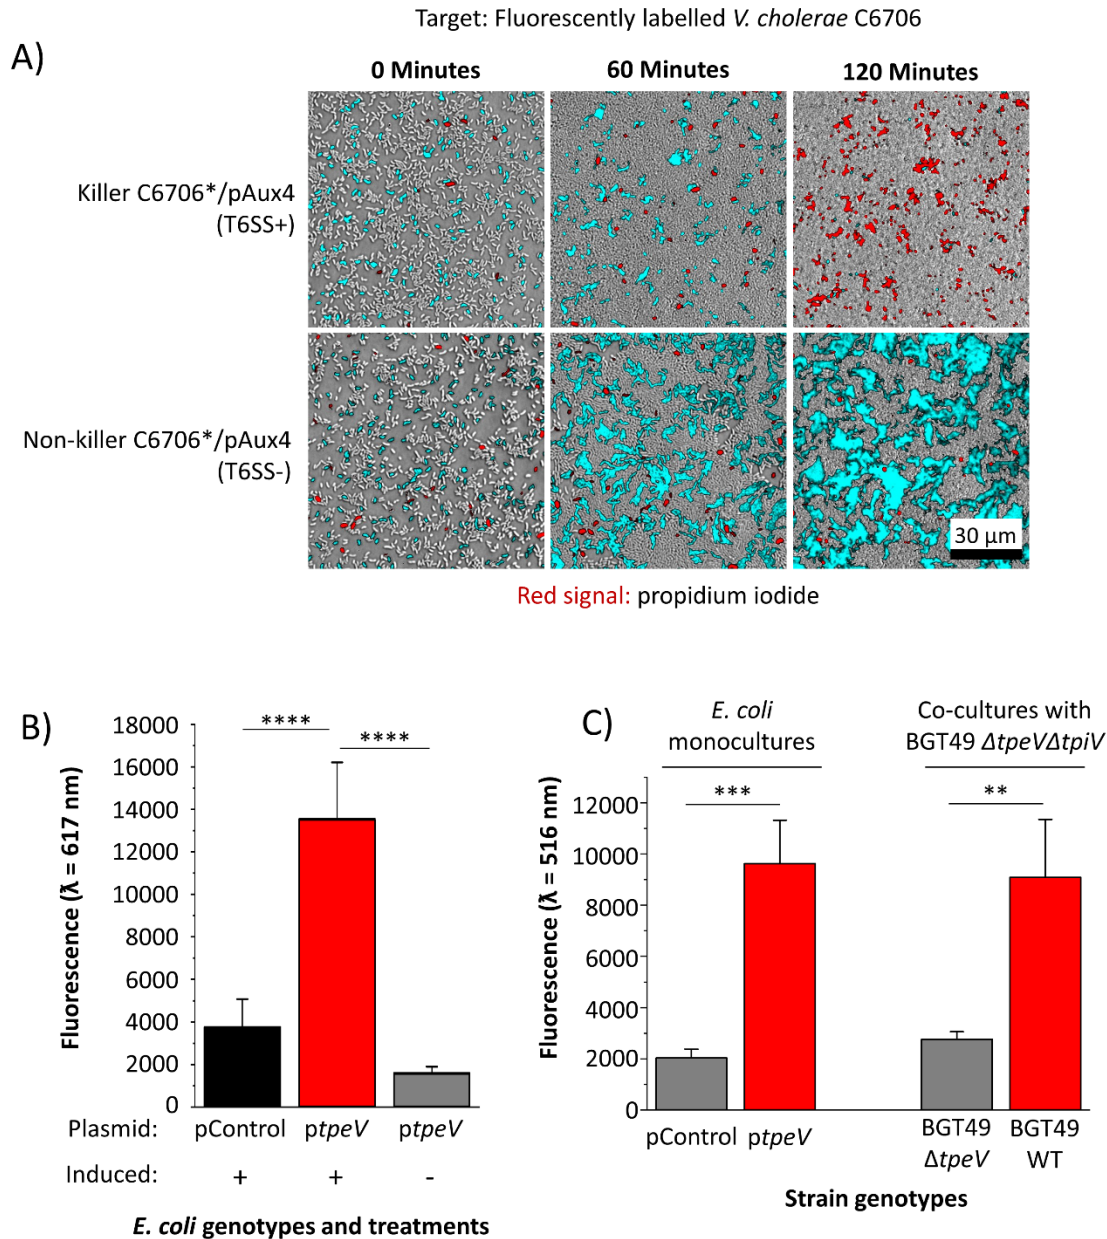 Target: Fluorescently labelled V. cholerae C6706
A)
0 Minutes
60 Minutes
120 Minutes
Killer C6706*/pAux4
(T6SS+)
Non-killer C6706*/pAux4
(T6SS-)
30 µm
Red signal: propidium iodide
B)
Fluorescence (ƛ = 617 nm)
18000
16000
14000
12000
10000
8000
6000
4000
2000
0
****
****
Plasmid: pControl ptpeV ptpeV
Induced: + + -
E. coli genotypes and treatments
C)
E. coli
monocultures
Co-cultures with
BGT49 ΔtpeVΔtpiV
Fluorescence (ƛ = 516 nm)
12000
10000
8000
6000
4000
2000
0
***
**
pControl ptpeV
BGT49
ΔtpeV
BGT49
WT
Strain genotypes